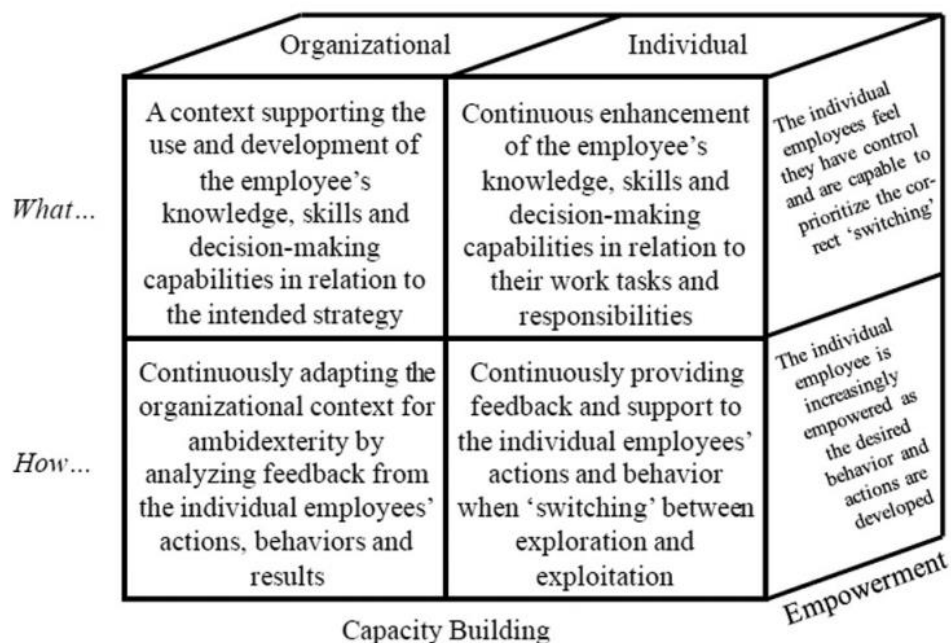 Organizational
Individual
What...
A context supporting the
use and development of
the employee's
knowledge, skills and
decision-making
capabilities in relation to
the intended strategy
Continuous enhancement
of the employee's
knowledge, skills and
decision-making
capabilities in relation to
their work tasks and
responsibilities
The individual
employees feel
they have control
and are capable to
prioritize the cor-
rect ‘switching’
How...
Continuously adapting the
organizational context for
ambidexterity by
analyzing feedback from
the individual employees'
actions, behaviors and
results
Continuously providing
feedback and support to
the individual employees'
actions and behavior
when ‘switching’ between
exploration and
exploitation
The individual
employee is
increasingly
empowered as
the desired
behavior and
actions are
developed
Capacity Building
Empowerment